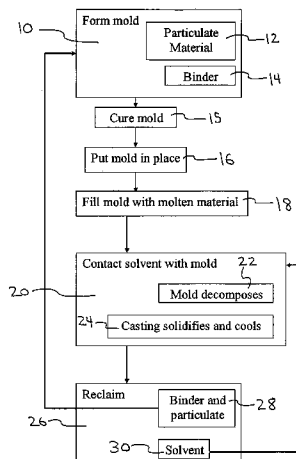 Form mold
10
Particulate
Material
12
Binder
14
Cure mold
15
Put mold in place
16
Fill mold with molten material
18
Contact solvent with mold
22
20
Mold decomposes
24
Casting solidifies and cools
Reclaim
Binder and
particulate
28
26
30
Solvent